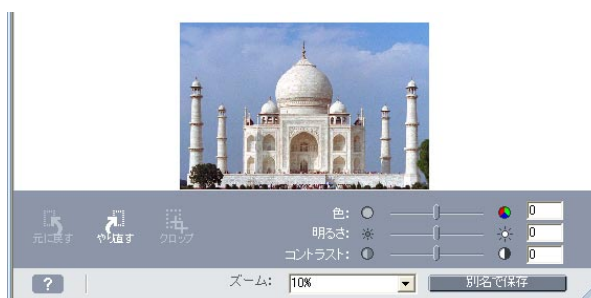 色: 0
元に戻す やり直す クロップ 明るさ: 0
コントラスト: 0
? ズーム: 10% 別名で保存